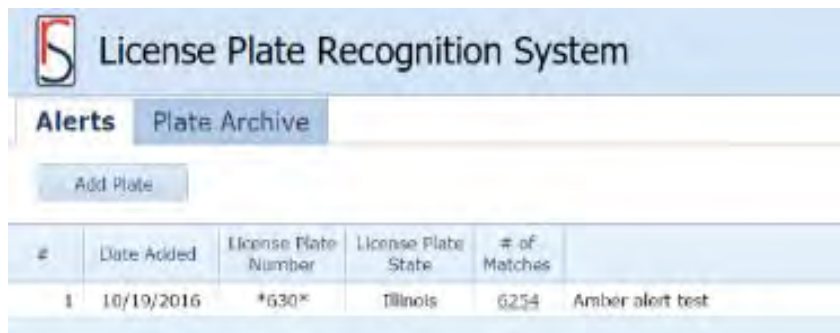 RS License Plate Recognition System
Alerts Plate Archive
Add Plate
# Date Added License Plate Number License Plate State # of Matches
1 10/19/2016 *630* Illinois 6254 Amber alert test